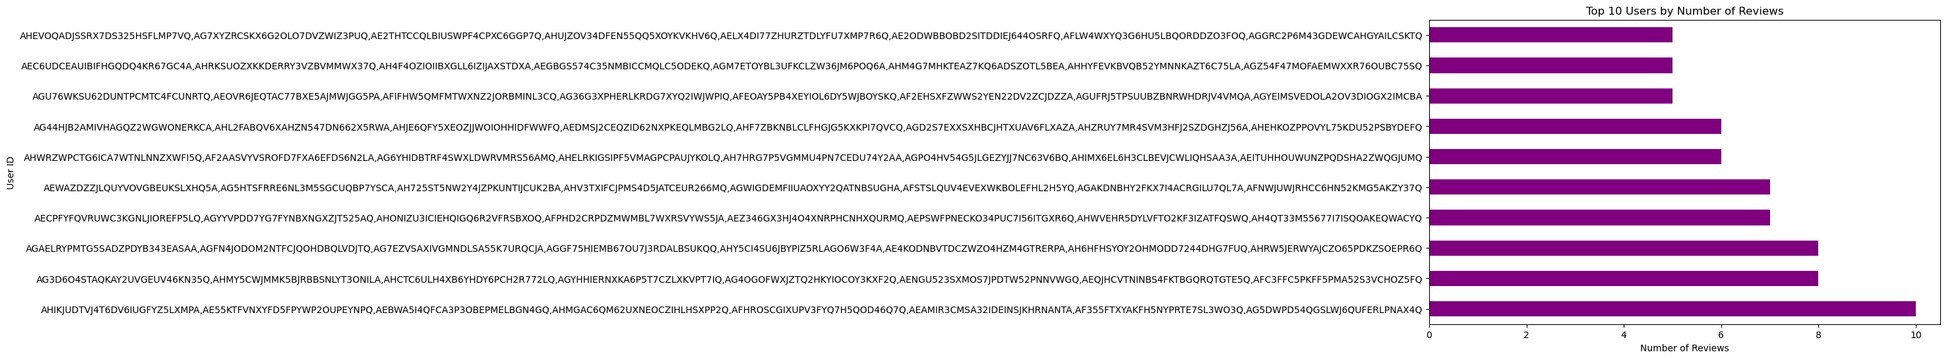 Top 10 Users by Number of Reviews
AHEVOQADJSSRX7DS325HSFLMP7VQ,AG7XYZRCSKX6G2OLO7DVZWIZ3PUQ,AE2THTCCQLBIUSWPF4CPXC6GGP7Q,AHUJZOV34DFEN55QQ5XOYKVKHV6Q,AELX4DI77ZHURZTDLYFU7XMP7R6Q,AE2ODWBBOBD2SITDDIEJ644OSRFQ,AFLW4WXYQ3G6HU5LBQORDDZO3FOQ,AGGRC2P6M43GDEWCAHGYAILCSKTQ
AEC6UDCEAUIBIFHGQDQ4KR67GC4A,AHRKSUOZXKKDERRY3VZBVMMWX37Q,AH4F4OZIOIIBXGLL6IZIJAXSTDXA,AEGBGS574C35NMBICCMQLC5ODEKQ,AGM7ETOYBL3UFKCLZW36JM6POQ6A,AHM4G7MHKTEAZ7KQ6ADSZOTL5BEA,AHHYFEVKBVQB52YMNNKAZT6C75LA,AGZ54F47MOFAEMWXXR76OUBC75SQ
AGU76WKSU62DUNTPCMTC4FCUNRTQ,AEOVR6JEQTAC77BXE5AJMWJGG5PA,AFIFHW5QMFMTWXNZ2JORBMINL3CQ,AG36G3XPHERLKRDG7XYQ2IWJWPIQ,AFEOAY5PB4XEYIOL6DY5WJBOYSKQ,AF2EHSXFZWWS2YEN22DV2ZCJDZZA,AGUFRJ5TPSUUBZBNRWHDRJV4VMQA,AGYEIMSVEDOLA2OV3DIOGX2IMCBA
AG44HJB2AMIVHAGQZ2WGWONERKCA,AHL2FABQV6XAHZN547DN662X5RWA,AHJE6QFY5XEOZJJWOIOHHIDFWWFQ,AEDMSJ2CEQZID62NXPKEQLMBG2LQ,AHF7ZBKNBLCLFHGJG5KXKPI7QVCQ,AGD2S7EXXSXHBCJHTXUAV6FLXAZA,AHZRUY7MR4SVM3HFJ2SZDGHZJ56A,AHEHKOZPPOVYL75KDU52PSBYDEFQ
User ID
AHWRZWPCTG6ICA7WTNLNNZXWFI5Q,AF2AASVYVSROFD7FXA6EFDS6N2LA,AG6YHIDBTRF4SWXLDWRVMRS56AMQ,AHELRKIGSIPF5VMAGPCPAUJYKOLQ,AH7HRG7P5VGMMU4PN7CEDU74Y2AA,AGPO4HV54G5JLGEZYJJ7NC63V6BQ,AHIMX6EL6H3CLBEVJCWLIQHSAA3A,AEITUHHOUWUNZPQDSHA2ZWQGJUMQ
AEWAZDZZJLQUYVOVGBEUKSLXHQ5A,AG5HTSFRRE6NL3M5SGCUQBP7YSCA,AH725ST5NW2Y4JZPKUNTIJCUK2BA,AHV3TXIFCJPMS4D5JATCEUR266MQ,AGWIGDEMFIIUAOXYY2QATNBSUGHA,AFSTSLQUV4EVEXWKBOLEFHL2H5YQ,AGAKDNBHY2FKX7I4ACRGILU7QL7A,AFNWJUWJRHCC6HN52KMG5AKZY37Q
AECPFYFQVRUWC3KGNLJIOREFP5LQ,AGYYVPDD7YG7FYNBXNGXZJT525AQ,AHONIZU3ICIEHQIGQ6R2VFRSBXOQ,AFPHD2CRPDZMWMBL7WXRSVYWS5JA,AEZ346GX3HJ4O4XNRPHCNHXQURMQ,AEPSWFPNECKO34PUC7I56ITGXR6Q,AHWVEHR5DYLVFTO2KF3IZATFQSWQ,AH4QT33M55677I7ISQOAKEQWACYQ
AGAELRYPMTG5SADZPDYB343EASAA,AGFN4JODOM2NTFCJQOHDBQLVDJTQ,AG7EZVSAXIVGMNDLSA55K7URQCJA,AGGF75HIEMB67OU7J3RDALBSUKQQ,AHY5CI4SU6JBYPIZ5RLAGO6W3F4A,AE4KODNBVTDCZWZO4HZM4GTRERPA,AH6HFHSYOY2OHMODD7244DHG7FUQ,AHRW5JERWYAJCZO65PDKZSOEPR6Q
AG3D6O4STAQKAY2UVGEUV46KN35Q,AHMY5CWJMMK5BJRBBSNLYT3ONILA,AHCTC6ULH4XB6YHDY6PCH2R772LQ,AGYHHIERNXKA6P5T7CZLXKVPT7IQ,AG4OGOFWXJZTQ2HKYIOCOY3KXF2Q,AENGU523SXMOS7JPDTW52PNNVWGQ,AEQJHCVTNINBS4FKTBGQRQTGTE5Q,AFC3FFC5PKFF5PMA52S3VCHOZ5FQ
AHIKJUDTVJ4T6DV6IUGFYZ5LXMPA,AE55KTFVNXYFD5FPYWP2OUPEYNPQ,AEBWA5I4QFCA3P3OBEPMELBGN4GQ,AHMGAC6QM62UXNEOCZIHLHSXPP2Q,AFHROSCGIXUPV3FYQ7H5QOD46Q7Q,AEAMIR3CMSA32IDEINSJKHRNANTA,AF355FTXYAKFH5NYPRTE7SL3WO3Q,AG5DWPD54QGSLWJ6QUFERLPNAX4Q
0 2 4 6 8 10
Number of Reviews